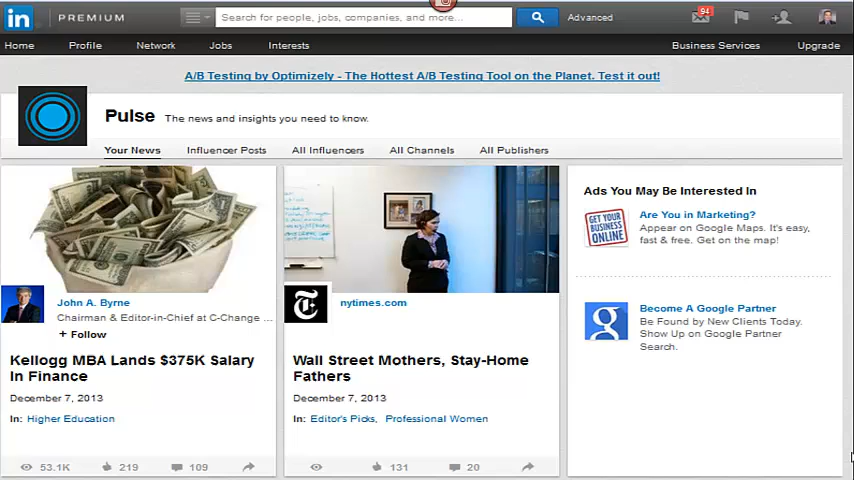 in PREMIUM Search for people, jobs, companies, and more... Advanced 94
Home Profile Network Jobs Interests Business Services Upgrade
A/B Testing by Optimizely - The Hottest A/B Testing Tool on the Planet. Test it out!
Pulse The news and insights you need to know.
Your News Influencer Posts All Influencers All Channels All Publishers
John A. Byrne
Chairman & Editor-in-Chief at C-Change ...
+ Follow
Kellogg MBA Lands $375K Salary
In Finance
December 7, 2013
In: Higher Education
53.1K 219 109
T
nytimes.com
Wall Street Mothers, Stay-Home
Fathers
December 7, 2013
In: Editor's Picks, Professional Women
131 20
Ads You May Be Interested In
GET YOUR
BUSINESS
ONLINE
Are You in Marketing?
Appear on Google Maps. It's easy,
fast & free. Get on the map!
g
Become A Google Partner
Be Found by New Clients Today.
Show Up on Google Partner
Search.